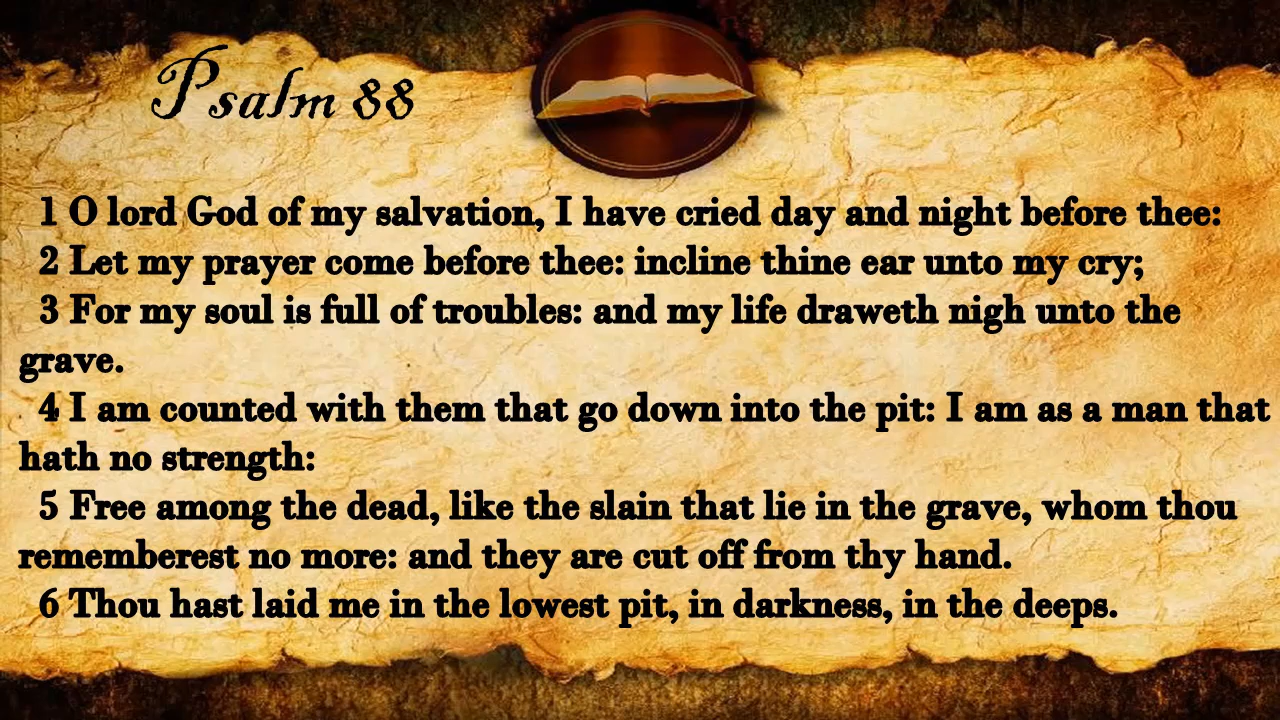 Psalm 88
1 O lord God of my salvation, I have cried day and night before thee:
2 Let my prayer come before thee: incline thine ear unto my cry;
3 For my soul is full of troubles: and my life draweth nigh unto the
grave.
4 I am counted with them that go down into the pit: I am as a man that
hath no strength:
5 Free among the dead, like the slain that lie in the grave, whom thou
rememberest no more: and they are cut off from thy hand.
6 Thou hast laid me in the lowest pit, in darkness, in the deeps.